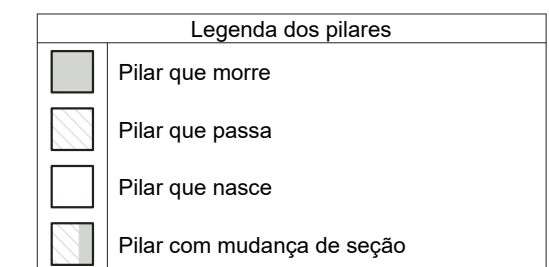 Legenda dos pilares
Pilar que morre
Pilar que passa
Pilar que nasce
Pilar com mudança de seção